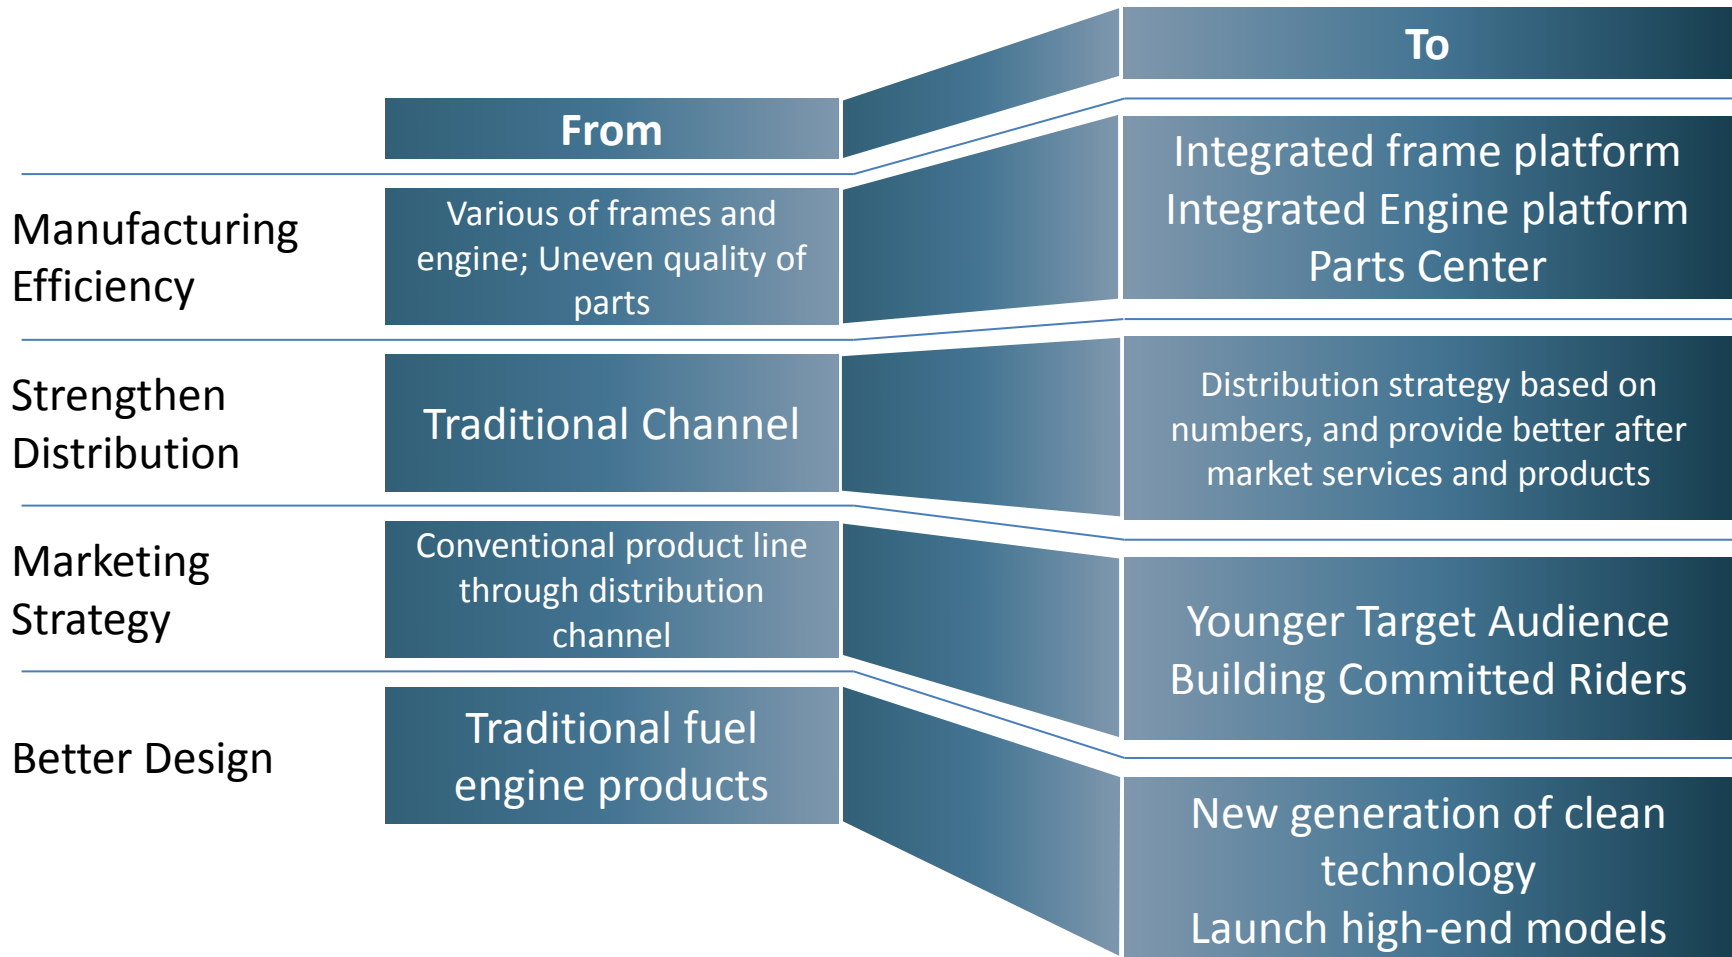 From
To
Manufacturing
Efficiency
Various of frames and
engine; Uneven quality of
parts
Integrated frame platform
Integrated Engine platform
Parts Center
Strengthen
Distribution
Traditional Channel
Distribution strategy based on
numbers, and provide better after
market services and products
Marketing
Strategy
Conventional product line
through distribution
channel
Younger Target Audience
Building Committed Riders
Better Design
Traditional fuel
engine products
New generation of clean
technology
Launch high-end models